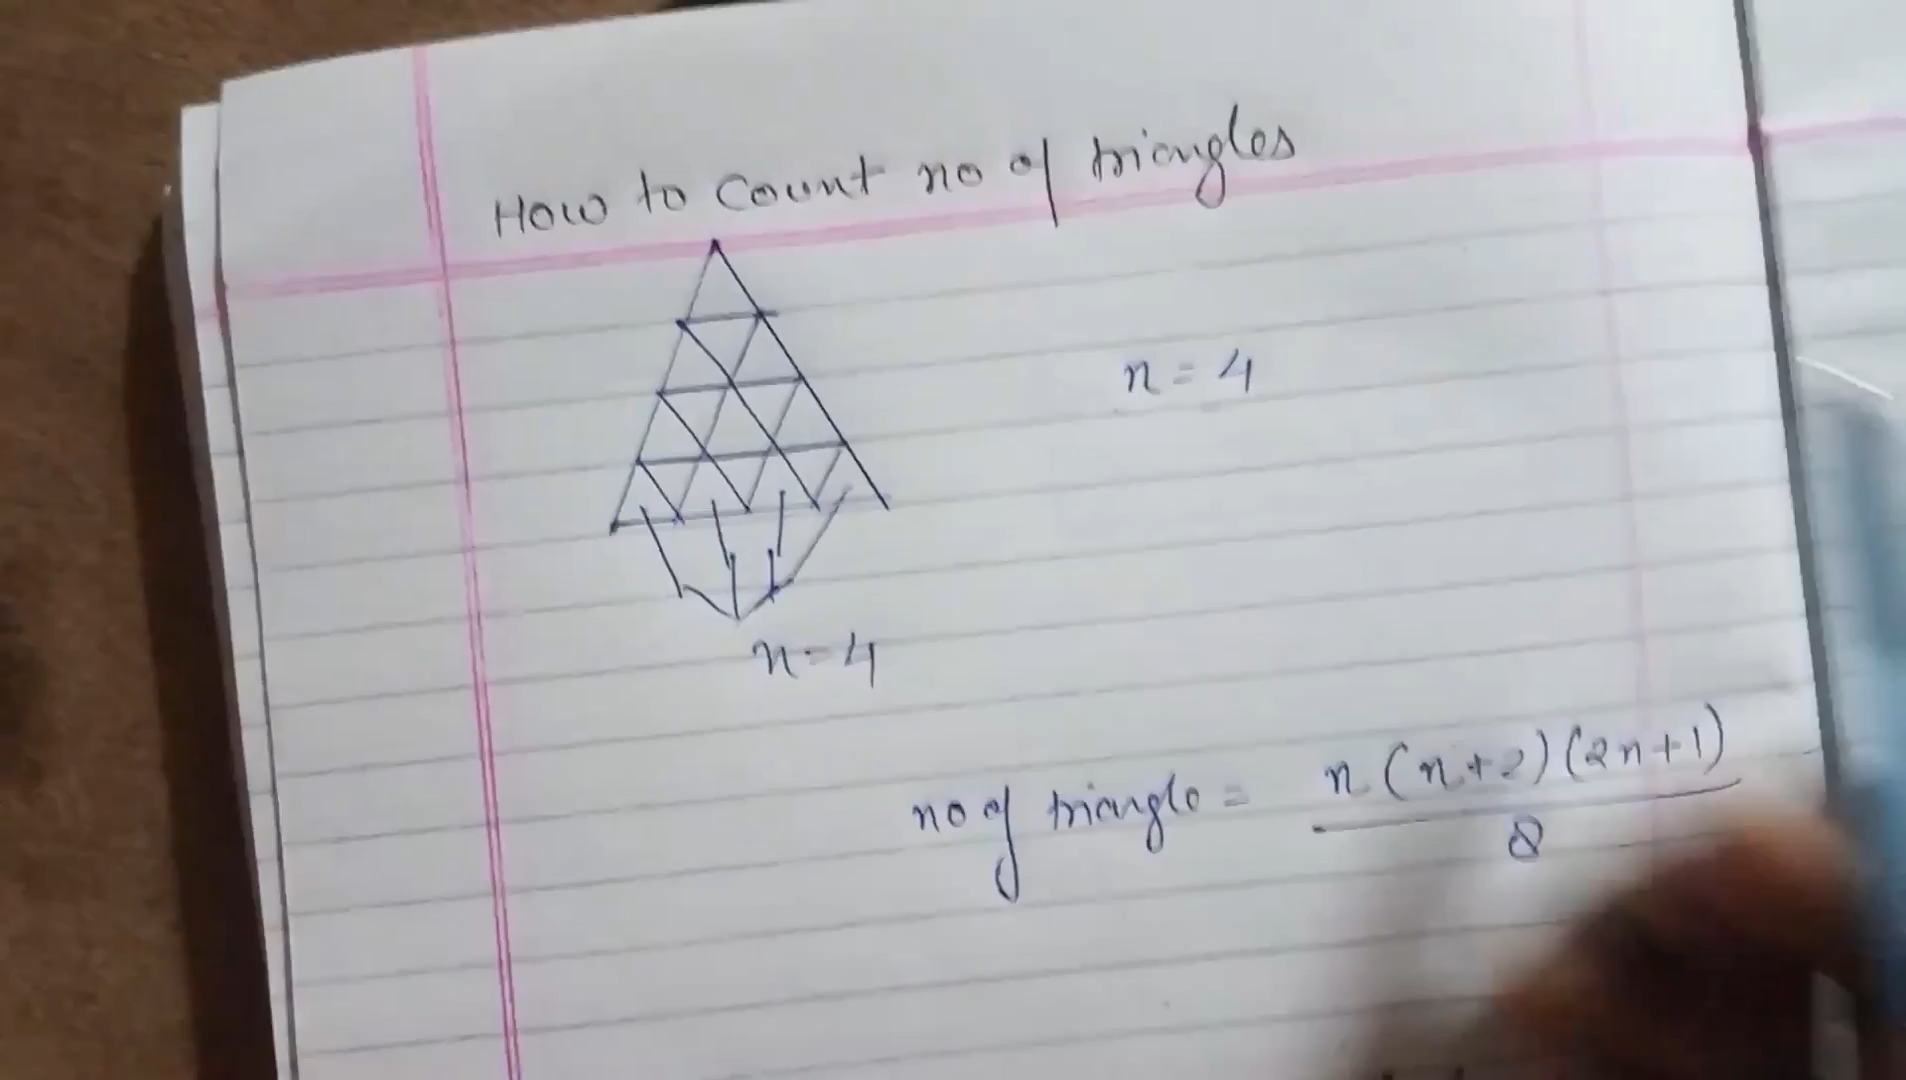 How to count no of triangles
n = 4
n = 4
no of triangle = n(n+2)(2n+1)
8